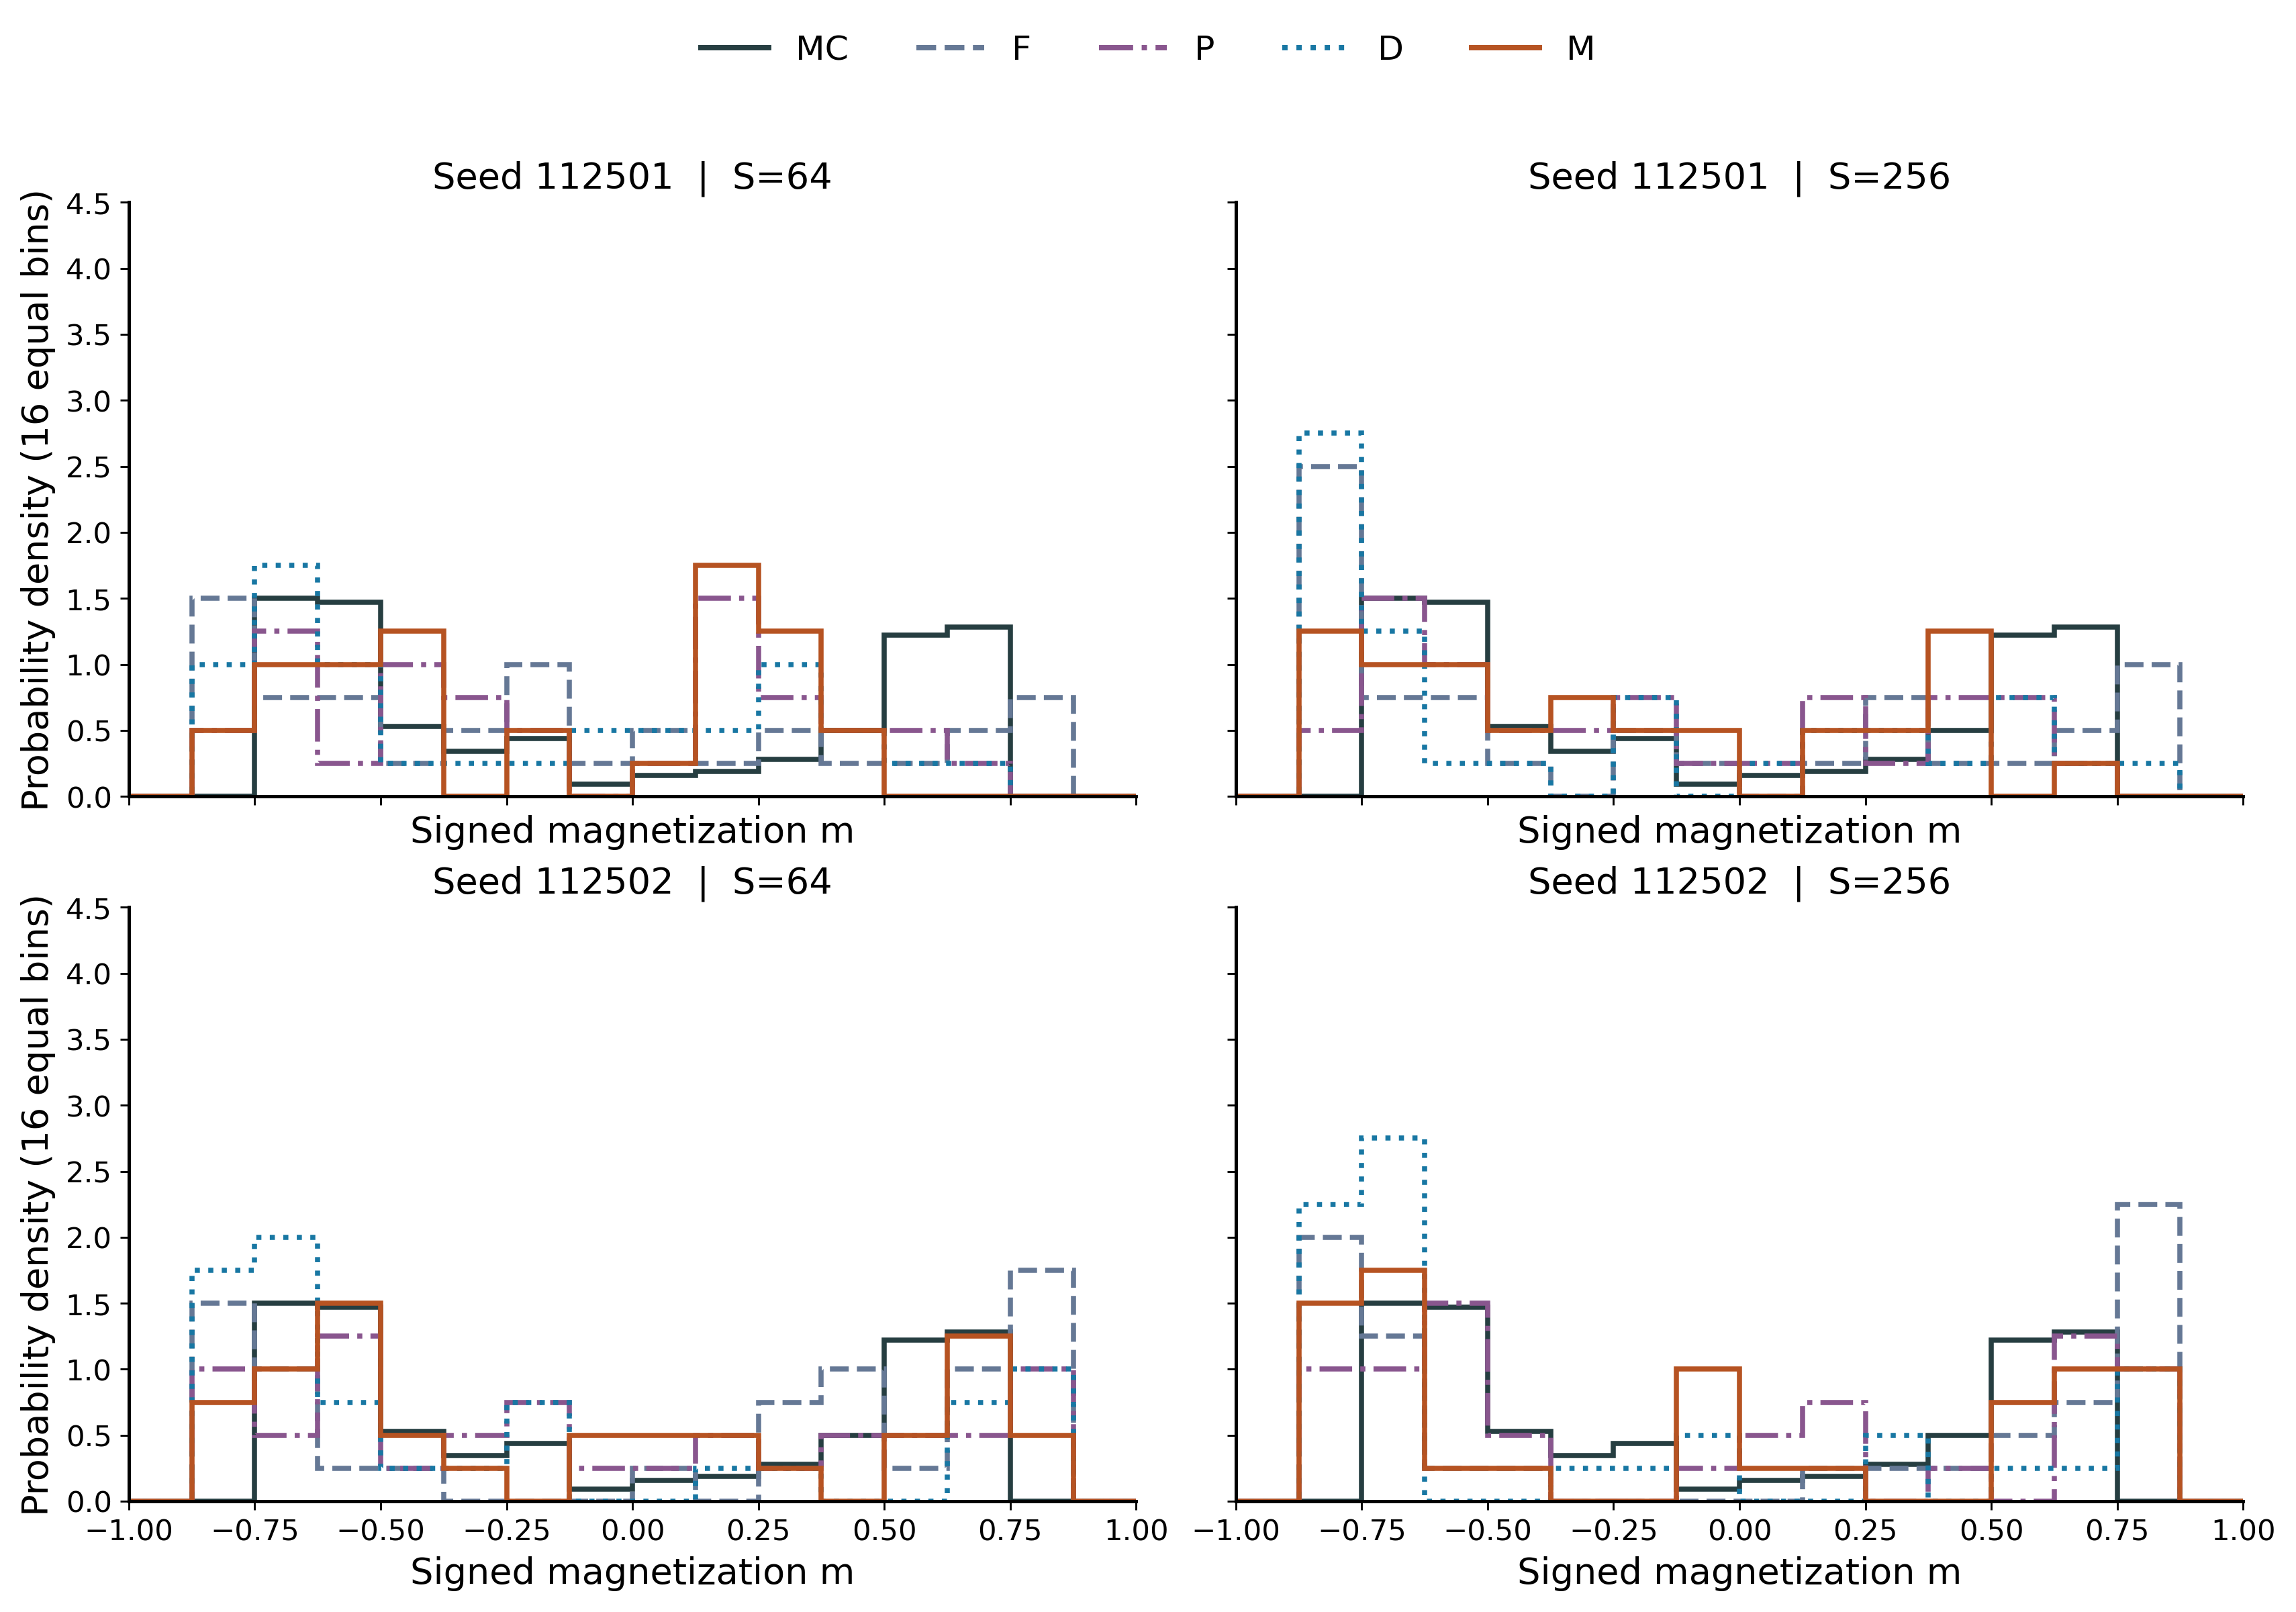 MC F P D M
Seed 112501 | S=64
Seed 112501 | S=256
Probability density (16 equal bins)
4.5
4.0
3.5
3.0
2.5
2.0
1.5
1.0
0.5
0.0
Signed magnetization m
Signed magnetization m
Seed 112502 | S=64
Seed 112502 | S=256
Probability density (16 equal bins)
4.5
4.0
3.5
3.0
2.5
2.0
1.5
1.0
0.5
0.0
−1.00 −0.75 −0.50 −0.25 0.00 0.25 0.50 0.75 1.00
−1.00 −0.75 −0.50 −0.25 0.00 0.25 0.50 0.75 1.00
Signed magnetization m
Signed magnetization m